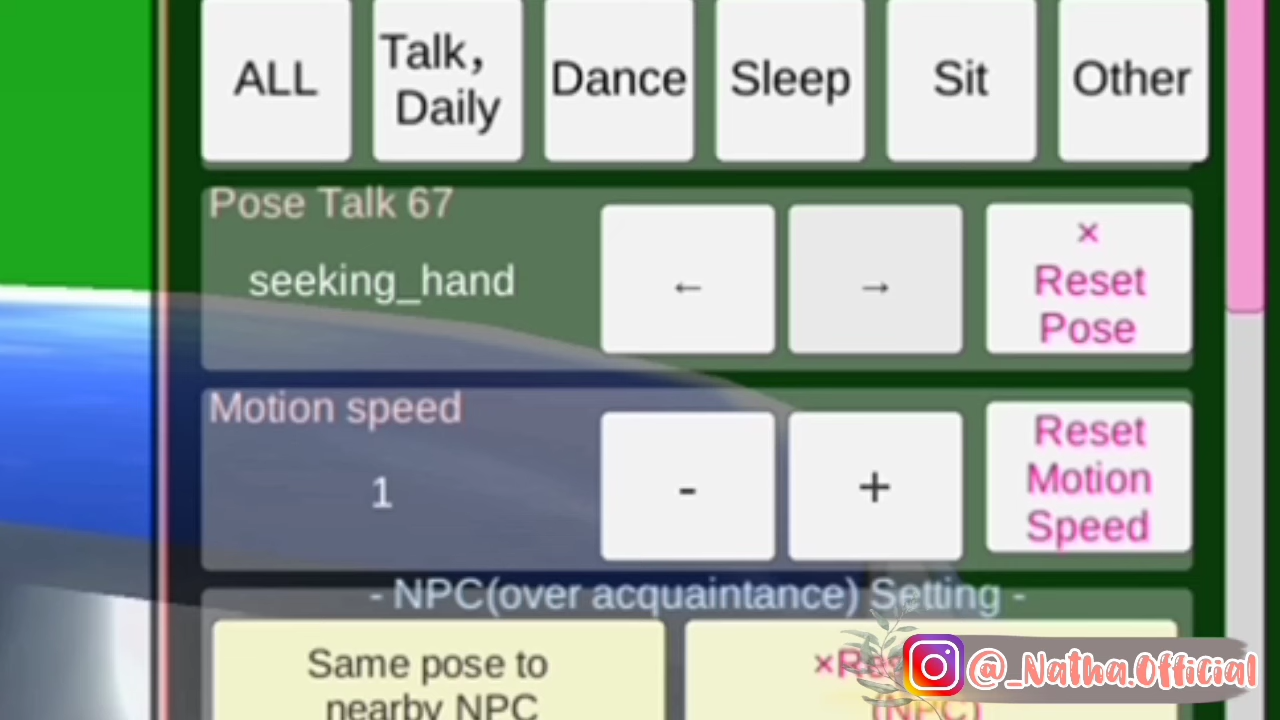 ALL
Talk,
Daily
Dance
Sleep
Sit
Other
Pose Talk 67
seeking_hand
←
→
×
Reset
Pose
Motion speed
1
-
+
Reset
Motion
Speed
- NPC(over acquaintance) Setting -
Same pose to
nearby NPC
(NPC)
@_Natha.Official